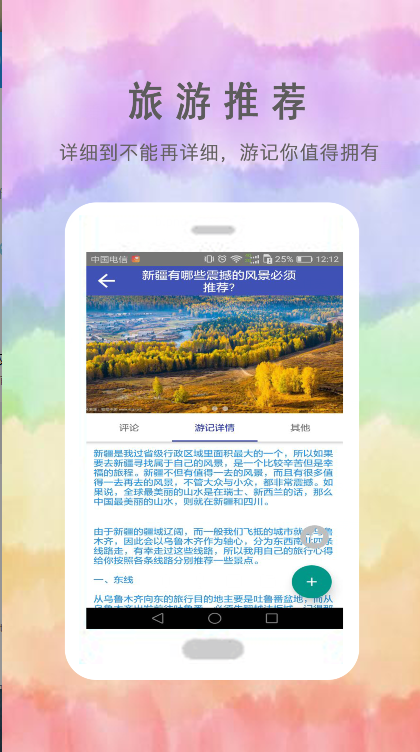 旅游推荐
详细到不能再详细，游记你值得拥有
中国电信 25% 12:12
新疆有哪些震撼的风景必须
推荐?
评论 游记详情 其他
新疆是我过省级行政区域里面积最大的一个，所以如果
要去新疆寻找属于自己的风景，是一个比较辛苦但是幸
福的旅程。新疆不但有值得一去的风景，而且有很多值
得一去再去的风景，不管大众与小众，都非常震撼。如
果说，全球最美丽的山水是在瑞士、新西兰的话，那么
中国最美丽的山水，则就在新疆和四川。
由于新疆的疆域辽阔，而一般我们飞抵的城市就
木齐，因此会以乌鲁木齐作为轴心，分为东西南北四条
线路走，有幸走过这些线路，所以我用自己的旅行心得
给你按照各条线路分别推荐一些景点。
一、东线
从乌鲁木齐向东的旅行目的地主要是吐鲁番盆地，而从